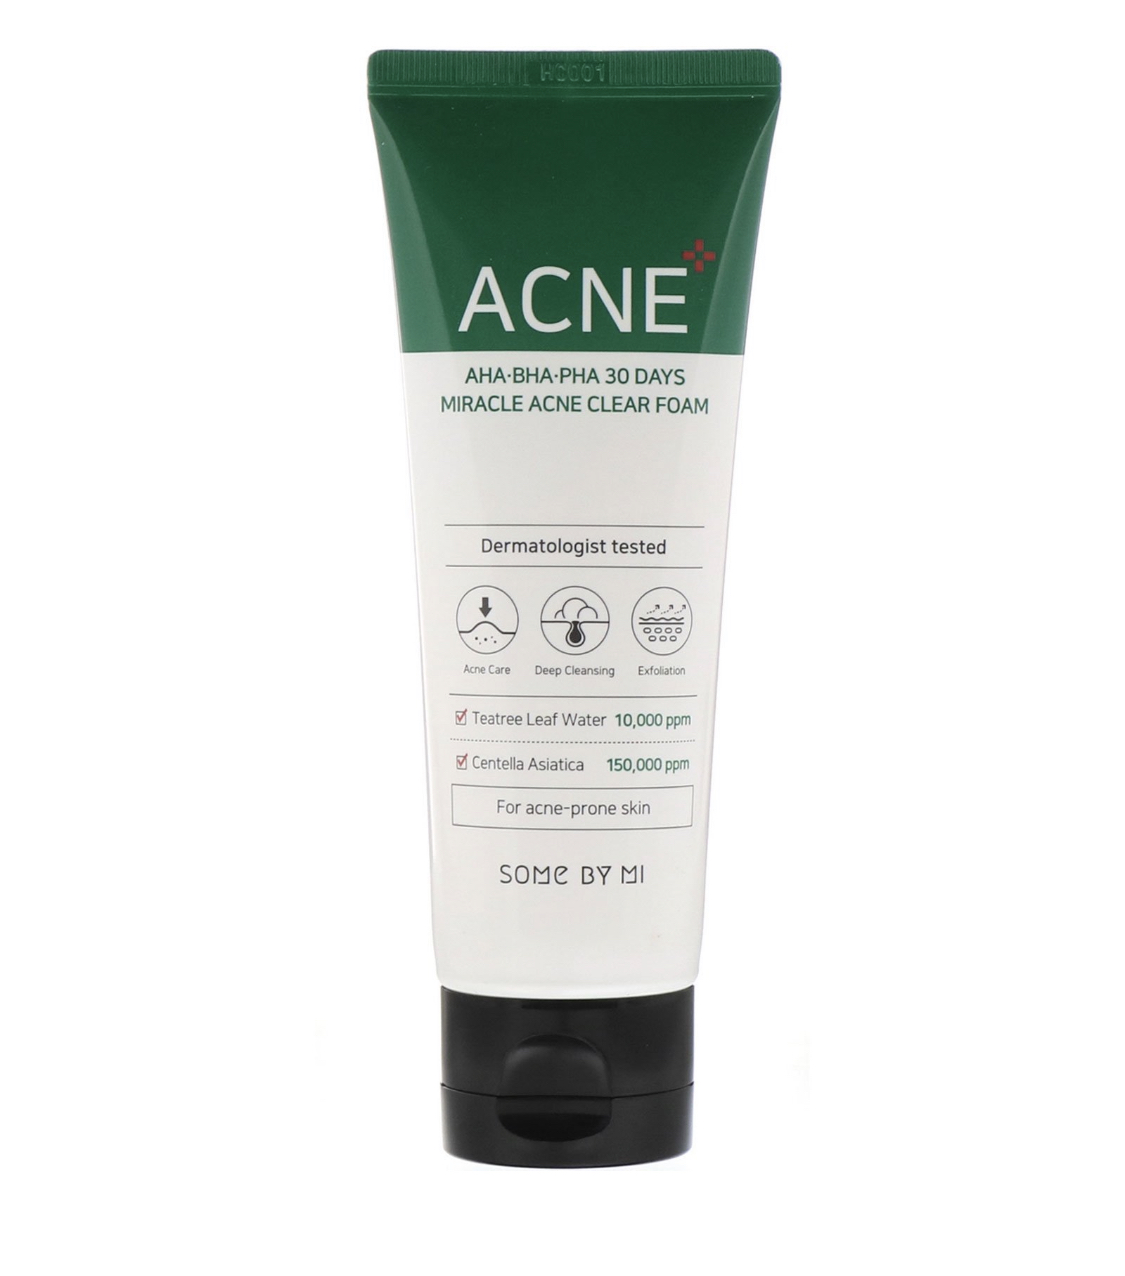 HC001
ACNE+
AHA·BHA·PHA 30 DAYS
MIRACLE ACNE CLEAR FOAM
Dermatologist tested
Acne Care Deep Cleansing Exfoliation
Teatree Leaf Water 10,000 ppm
Centella Asiatica 150,000 ppm
For acne-prone skin
SOME BY MI